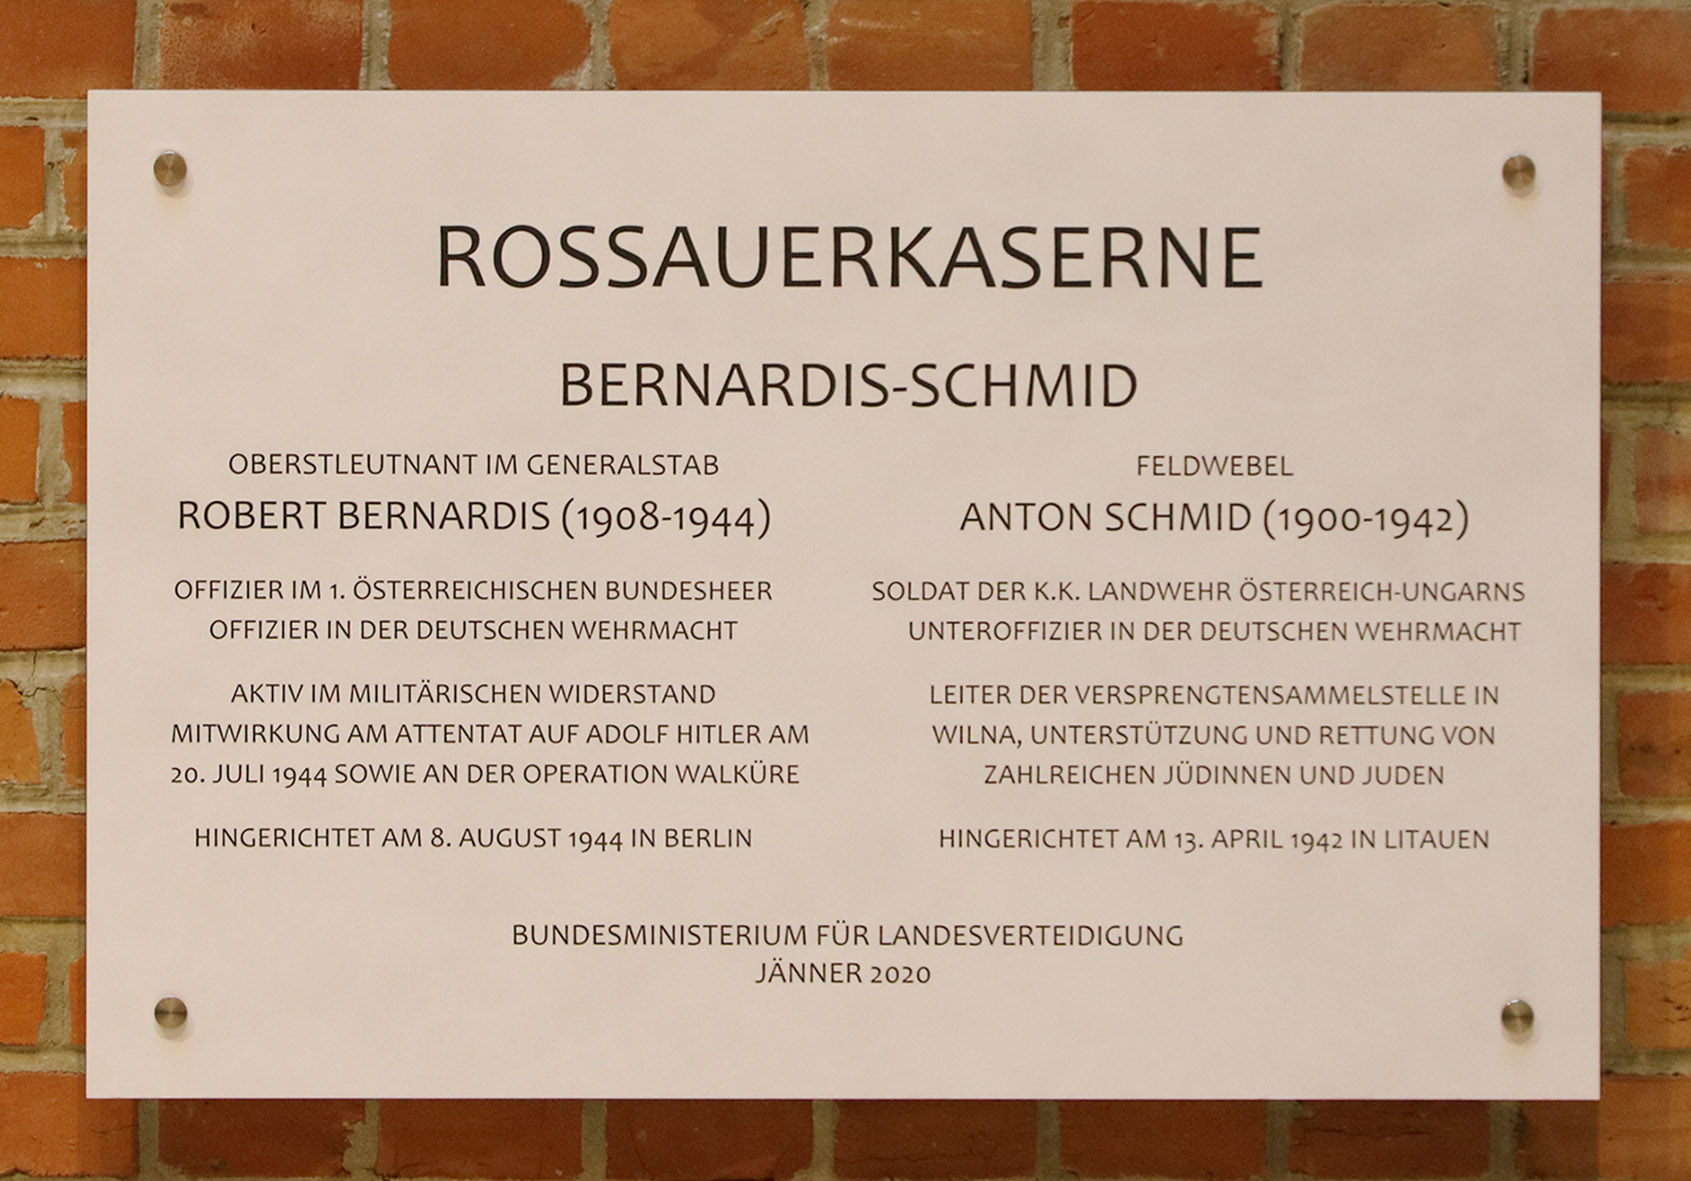 ROSSAUERKASERNE
BERNARDIS-SCHMID
OBERSTLEUTNANT IM GENERALSTAB
ROBERT BERNARDIS (1908-1944)
OFFIZIER IM 1. ÖSTERREICHISCHEN BUNDESHEER
OFFIZIER IN DER DEUTSCHEN WEHRMACHT
AKTIV IM MILITÄRISCHEN WIDERSTAND
MITWIRKUNG AM ATTENTAT AUF ADOLF HITLER AM
20. JULI 1944 SOWIE AN DER OPERATION WALKÜRE
HINGERICHTET AM 8. AUGUST 1944 IN BERLIN
FELDWEBEL
ANTON SCHMID (1900-1942)
SOLDAT DER K.K. LANDWEHR ÖSTERREICH-UNGARNS
UNTEROFFIZIER IN DER DEUTSCHEN WEHRMACHT
LEITER DER VERSPRENGTENSAMMELSTELLE IN
WILNA, UNTERSTÜTZUNG UND RETTUNG VON
ZAHLREICHEN JÜDINNEN UND JUDEN
HINGERICHTET AM 13. APRIL 1942 IN LITAUEN
BUNDESMINISTERIUM FÜR LANDESVERTEIDIGUNG
JÄNNER 2020